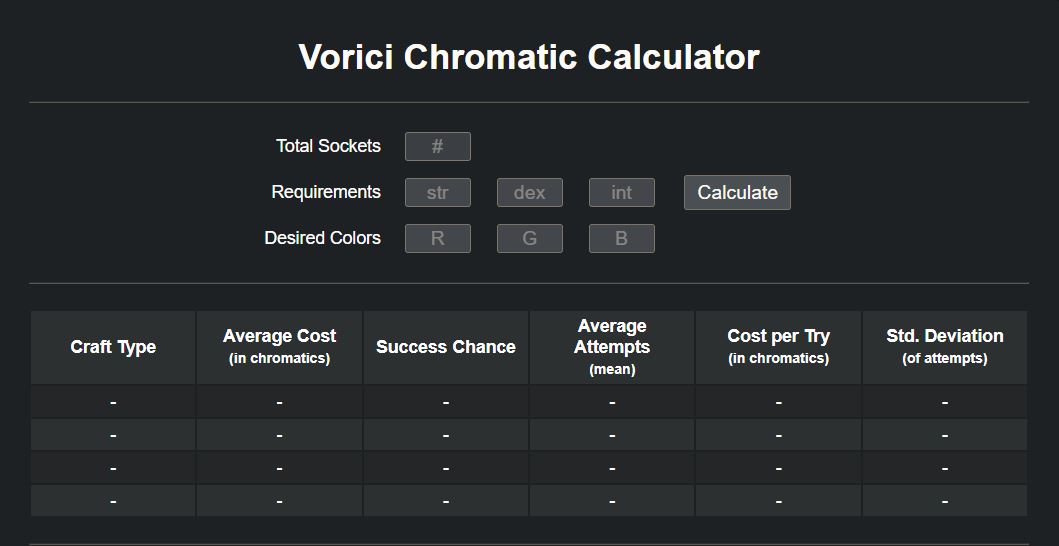 Vorici Chromatic Calculator
Total Sockets #
Requirements str dex int Calculate
Desired Colors R G B
Craft Type Average Cost (in chromatics) Success Chance Average Attempts (mean) Cost per Try (in chromatics) Std. Deviation (of attempts)
- - - - - -
- - - - - -
- - - - - -
- - - - - -